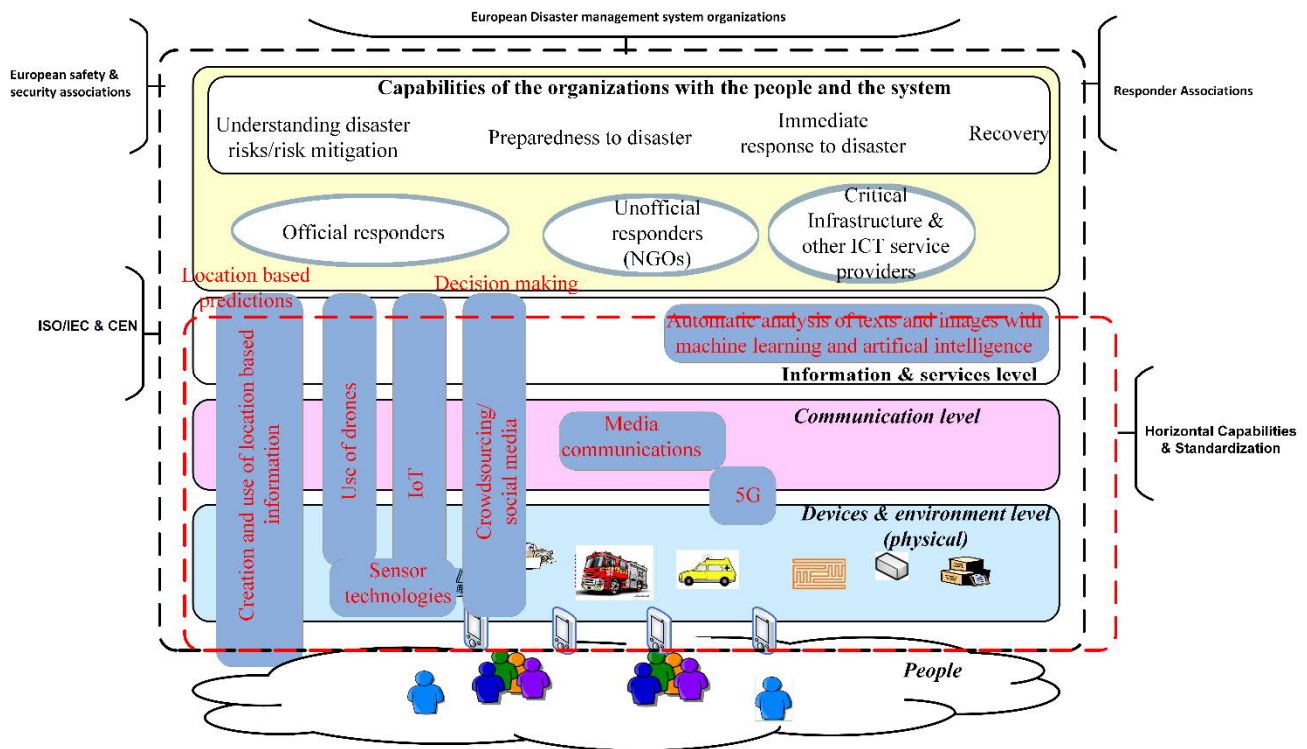 European Disaster management system organizations
European safety &
security associations
Responder Associations
Capabilities of the organizations with the people and the system
Understanding disaster
risks/risk mitigation
Preparedness to disaster
Immediate
response to disaster
Recovery
Official responders
Unofficial
responders
(NGOs)
Critical
Infrastructure &
other ICT service
providers
Location based
predictions
Decision making
ISO/IEC & CEN
Automatic analysis of texts and images with
machine learning and artifical intelligence
Information & services level
Creation and use of location based
information
Use of drones
IoT
Crowdsourcing/
social media
Communication level
Media
communications
5G
Horizontal Capabilities
& Standardization
Devices & environment level
(physical)
Sensor
technologies
People